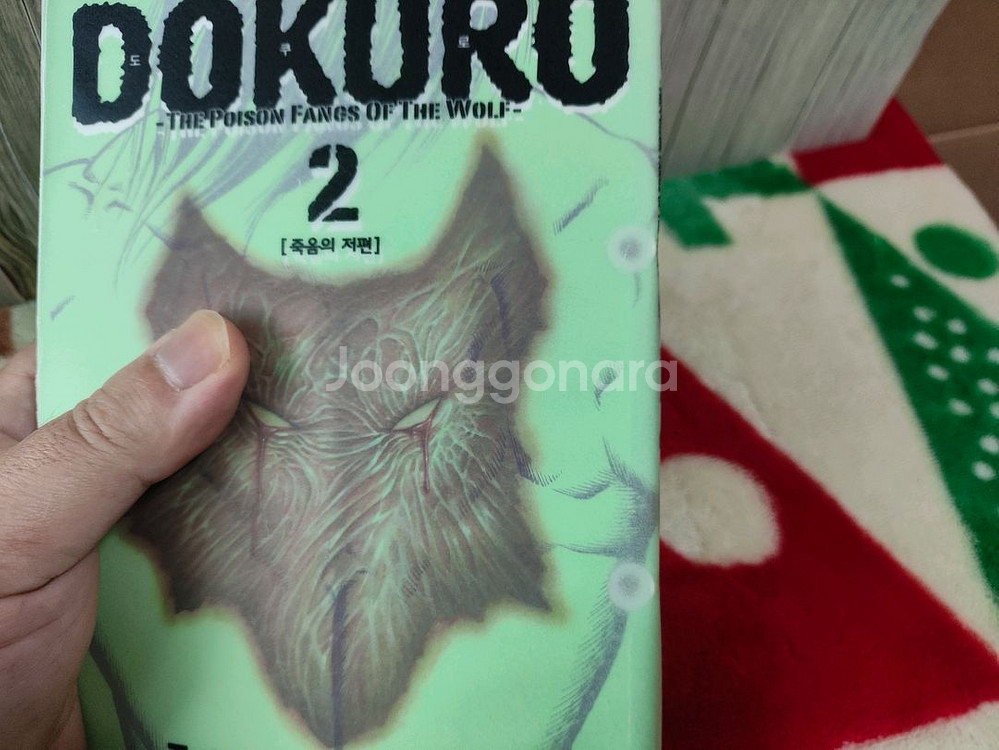 DOKURO
도 쿠 로
-THE POISON FANGS OF THE WOLF-
2
[죽음의 저편]
Joonggonara